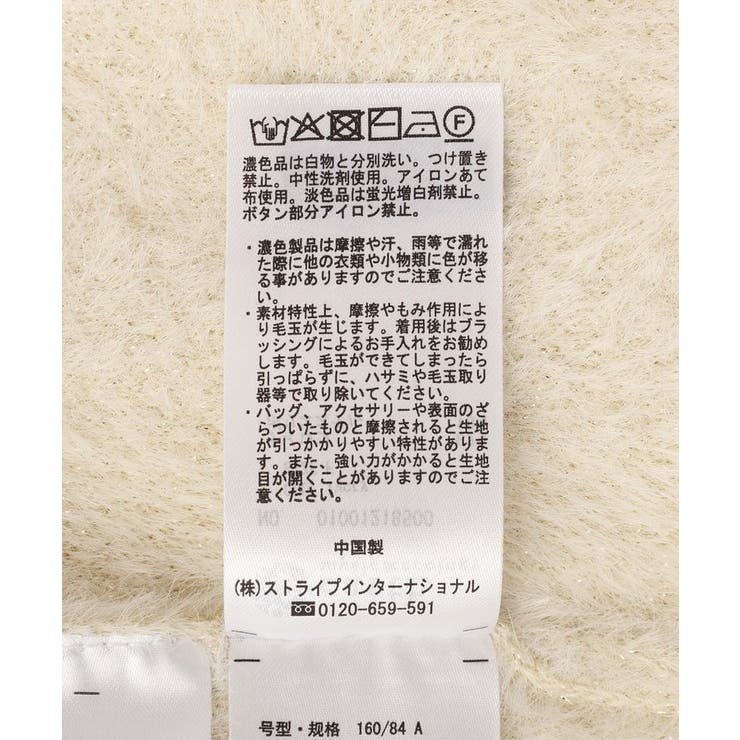 F
濃色品は白物と分別洗い。つけ置き
禁止。中性洗剤使用。アイロンあて
布使用。淡色品は蛍光増白剤禁止。
ボタン部分アイロン禁止。
・濃色製品は摩擦や汗、雨等で濡れ
た際に他の衣類や小物類に色が移
る事がありますのでご注意くださ
い。
・素材特性上、摩擦やもみ作用によ
り毛玉が生じます。着用後はブラ
ッシングによるお手入れをお勧め
します。毛玉ができてしまったら
引っぱらずに、ハサミや毛玉取り
器等で取り除いてください。
・バッグ、アクセサリーや表面のざ
らついたものと摩擦されると生地
が引っかかりやすい特性がありま
す。また、強い力がかかると生地
目が開くことがありますのでご注
意ください。
NO 01001218500
中国製
(株)ストライプインターナショナル
0120-659-591
号型・规格 160/84 A